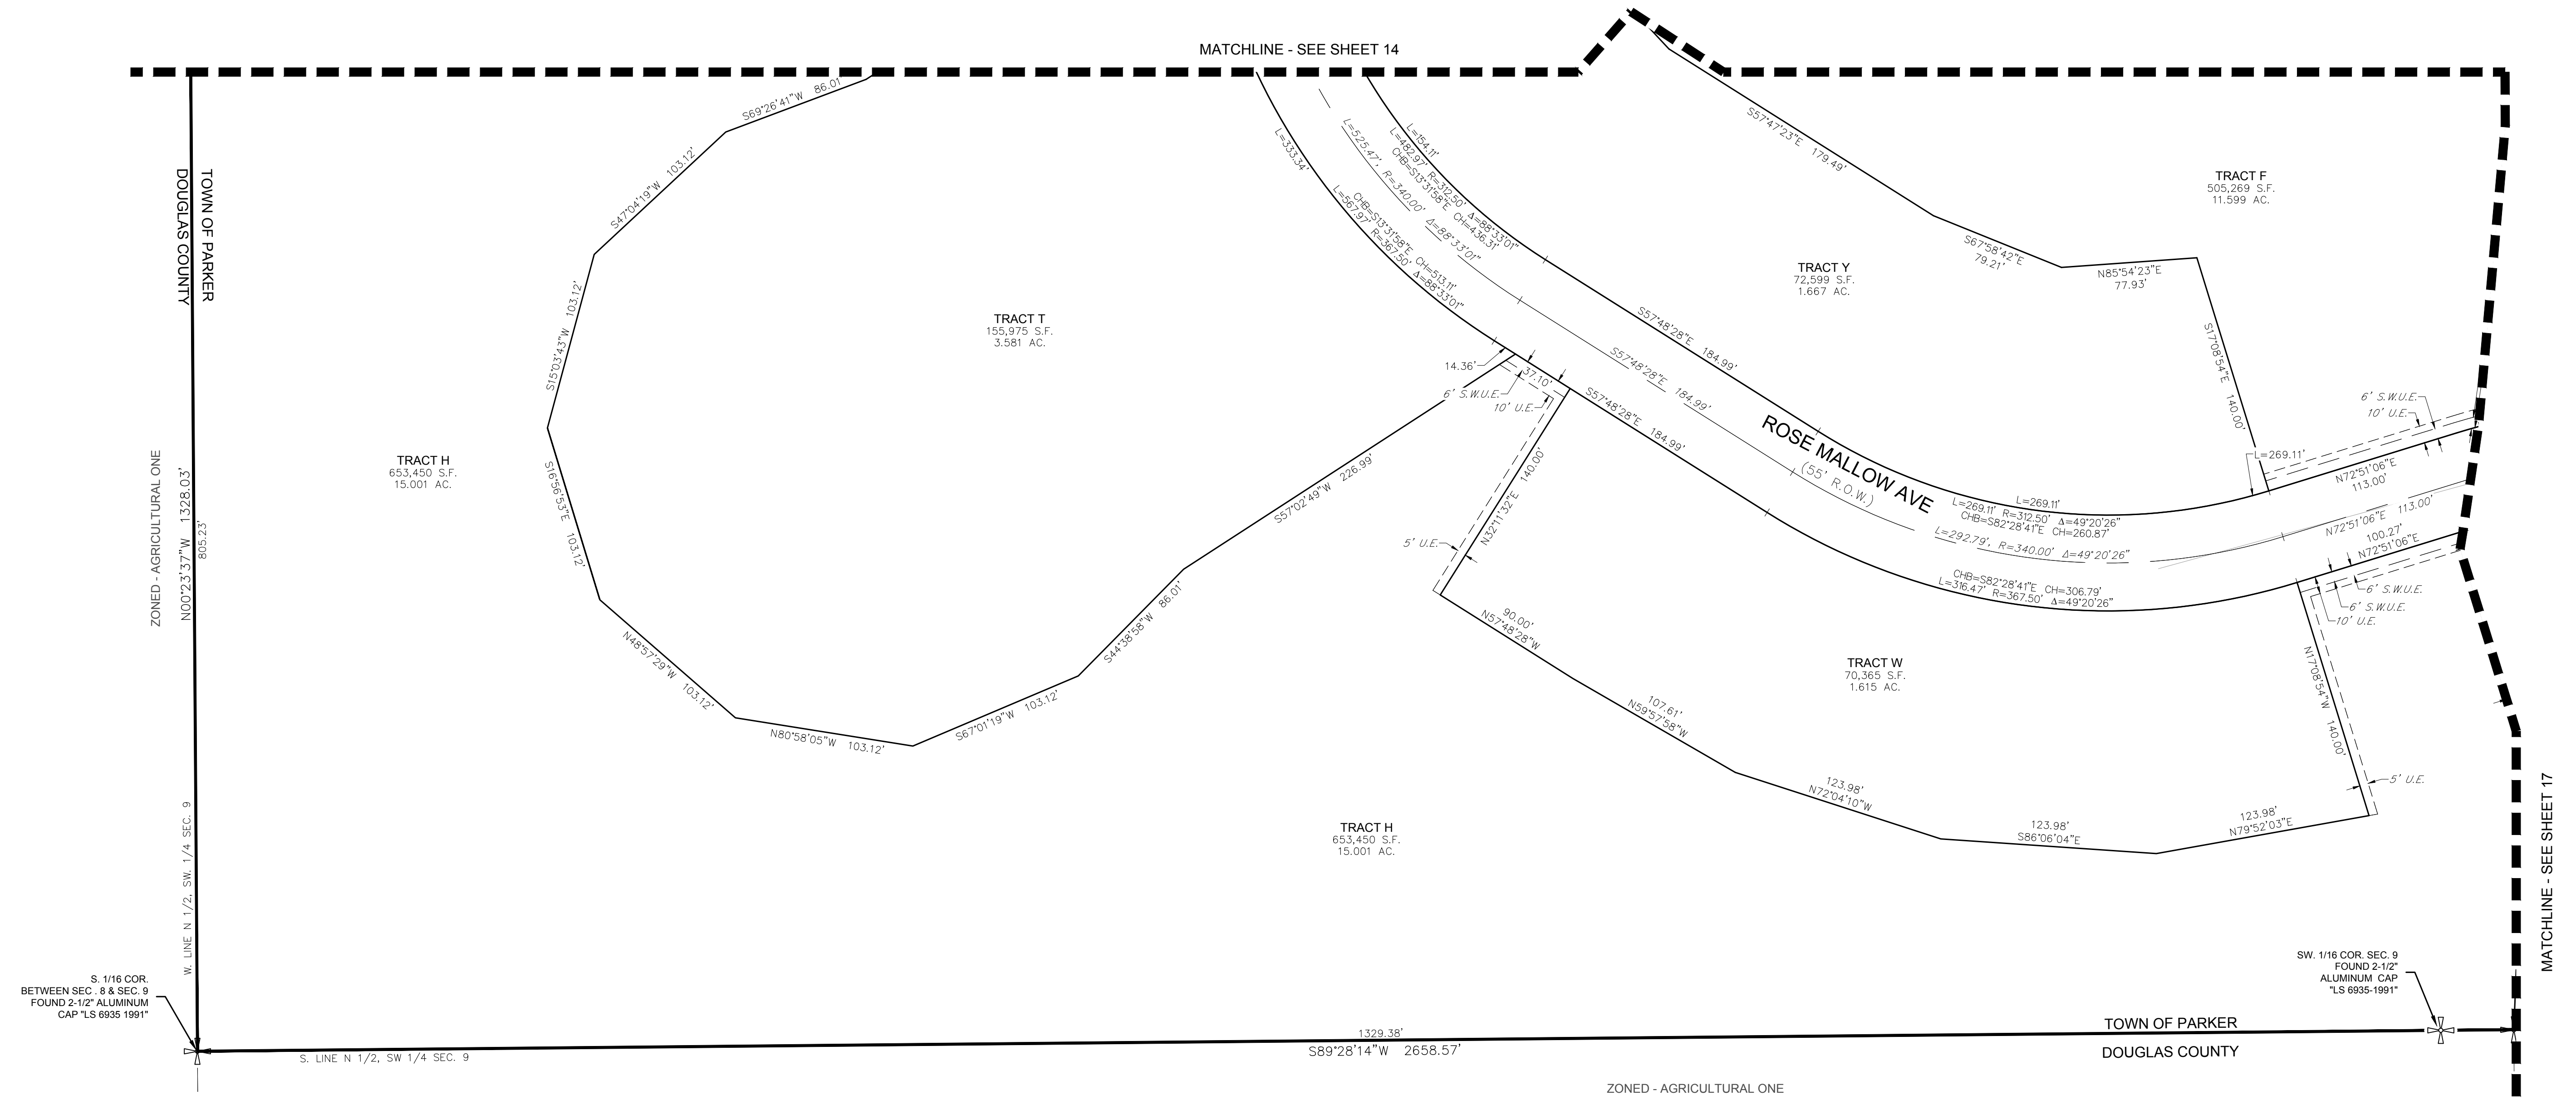 MATCHLINE - SEE SHEET 14
S69°26'41"W 86.01'
S47°04'19"W 103.12'
S15°03'43"W 103.12'
S16°56'53"E 103.12'
N48°57'29"W 103.12'
N80°58'05"W 103.12'
S67°01'19"W 103.12'
S44°38'58"W 86.01'
S57°02'49"W 226.99'
TOWN OF PARKER
DOUGLAS COUNTY
ZONED - AGRICULTURAL ONE
N00°23'37"W 1328.03'
805.23'
W. LINE N 1/2, SW. 1/4 SEC. 9
TRACT H
653,450 S.F.
15.001 AC.
TRACT T
155,975 S.F.
3.581 AC.
L=333.34'
CHB=S13°31'58"E CH=513.11'
L=567.97' R=367.50' Δ=88°33'01"
L=525.47', R=340.00' Δ=88°33'01"
L=154.11'
L=482.97' R=312.50' Δ=88°33'01"
CHB=S13°31'58"E CH=436.31'
S57°47'23"E 179.49'
S67°58'42"E
79.21'
N85°54'23"E
77.93'
S17°08'54"E 140.00'
TRACT F
505,269 S.F.
11.599 AC.
TRACT Y
72,599 S.F.
1.667 AC.
S57°48'28"E 184.99'
S57°48'28"E 184.99'
S57°48'28"E 184.99'
14.36'
37.10'
6' S.W.U.E.
10' U.E.
5' U.E.
N32°11'32"E 140.00'
ROSE MALLOW AVE
(55' R.O.W.)
L=269.11'
L=269.11' R=312.50' Δ=49°20'26"
CHB=S82°28'41"E CH=260.87'
L=292.79', R=340.00' Δ=49°20'26"
CHB=S82°28'41"E CH=306.79'
L=316.47' R=367.50' Δ=49°20'26"
6' S.W.U.E.
10' U.E.
L=269.11'
N72°51'06"E
113.00'
N72°51'06"E 113.00'
100.27'
N72°51'06"E
6' S.W.U.E.
6' S.W.U.E.
10' U.E.
90.00'
N57°48'28"W
107.61'
N59°57'58"W
123.98'
N72°04'10"W
123.98'
S86°06'04"E
123.98'
N79°52'03"E
N17°08'54"W 140.00'
5' U.E.
TRACT W
70,365 S.F.
1.615 AC.
TRACT H
653,450 S.F.
15.001 AC.
MATCHLINE - SEE SHEET 17
S. 1/16 COR.
BETWEEN SEC . 8 & SEC. 9
FOUND 2-1/2" ALUMINUM
CAP "LS 6935 1991"
SW. 1/16 COR. SEC. 9
FOUND 2-1/2"
ALUMINUM CAP
"LS 6935-1991"
S. LINE N 1/2, SW 1/4 SEC. 9
1329.38'
S89°28'14"W 2658.57'
TOWN OF PARKER
DOUGLAS COUNTY
ZONED - AGRICULTURAL ONE